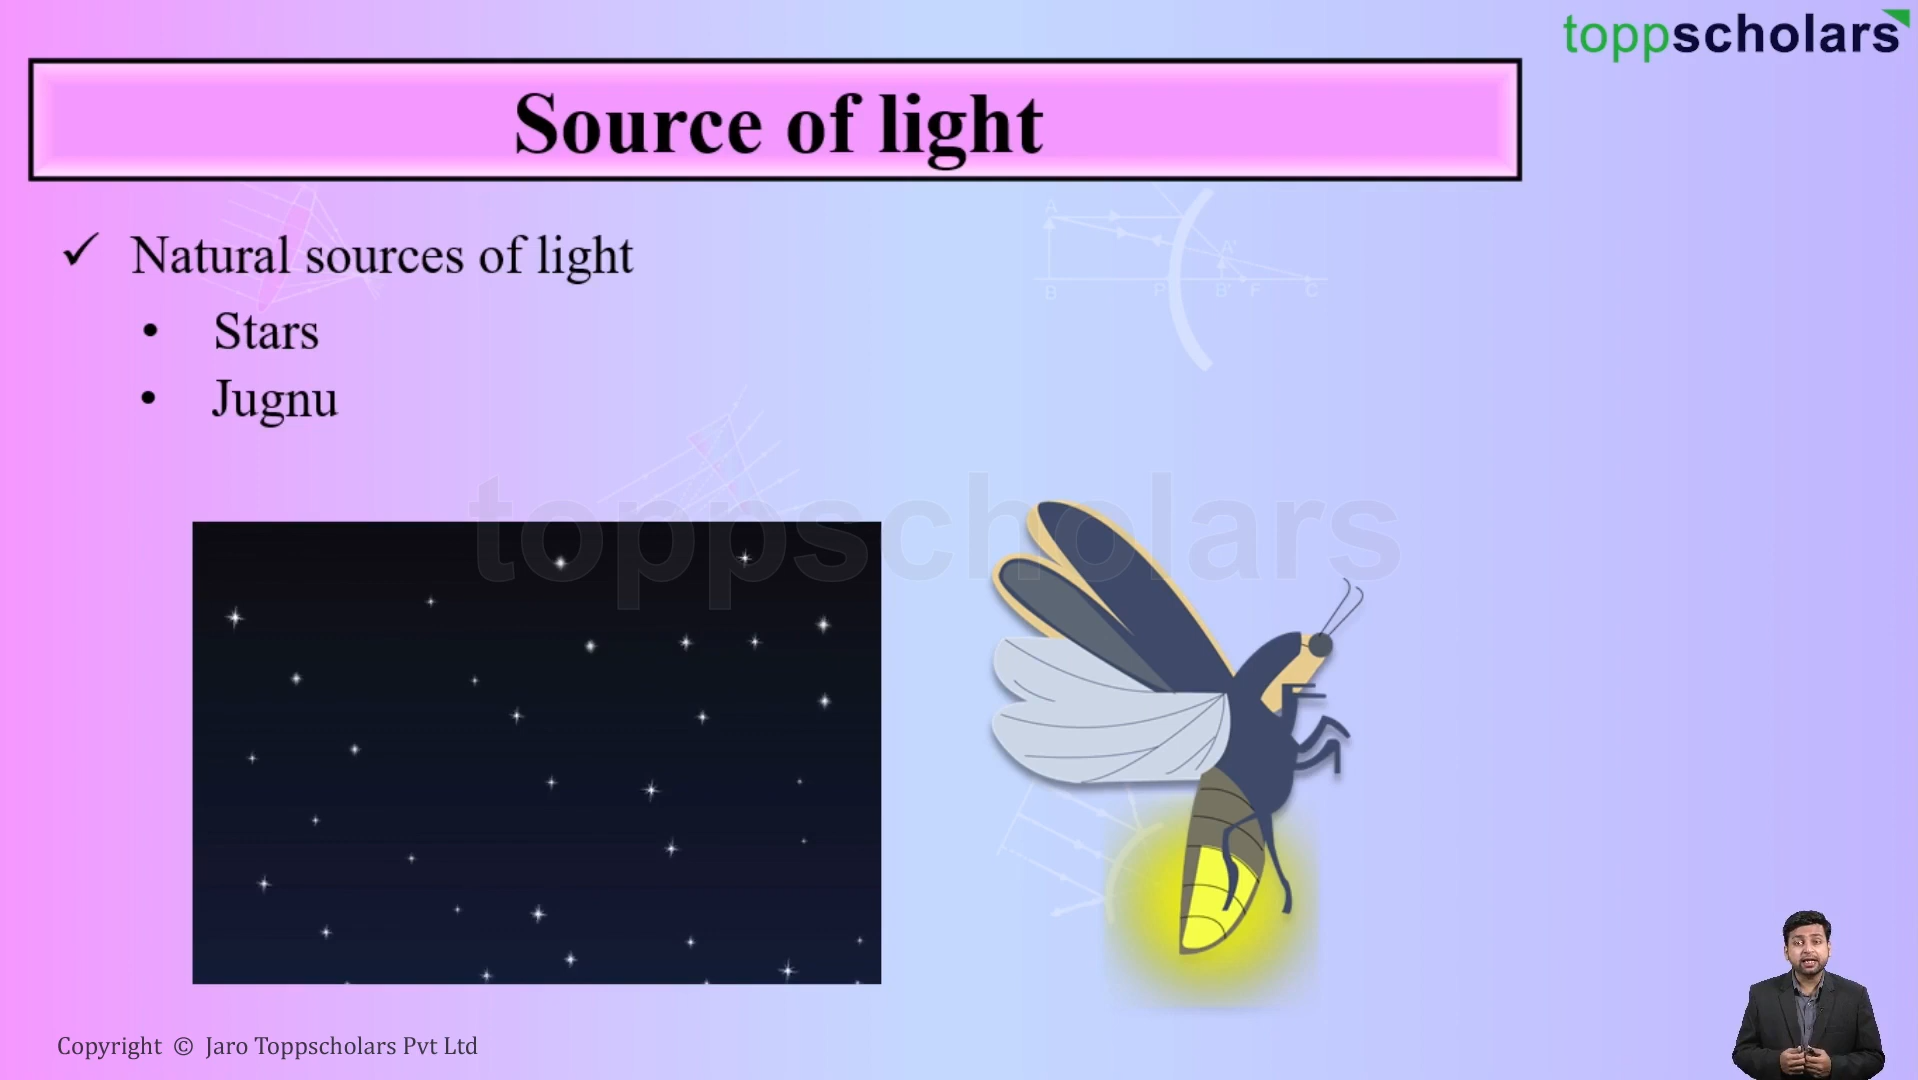 toppscholars
Source of light
✓ Natural sources of light
• Stars
• Jugnu
toppscholars
A
A'
B
P
B'
F
C
Copyright © Jaro Toppscholars Pvt Ltd